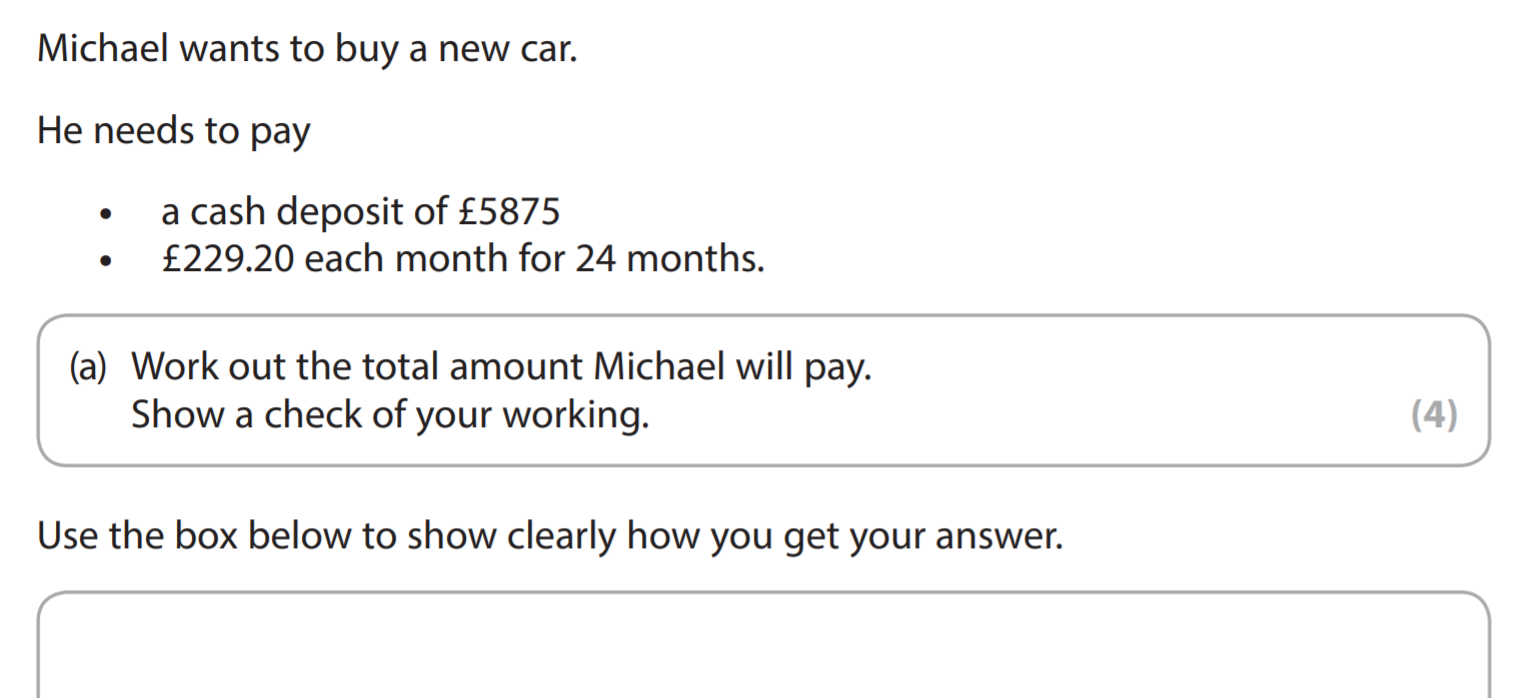 Michael wants to buy a new car.
He needs to pay
• a cash deposit of £5875
• £229.20 each month for 24 months.
(a) Work out the total amount Michael will pay.
Show a check of your working.
(4)
Use the box below to show clearly how you get your answer.